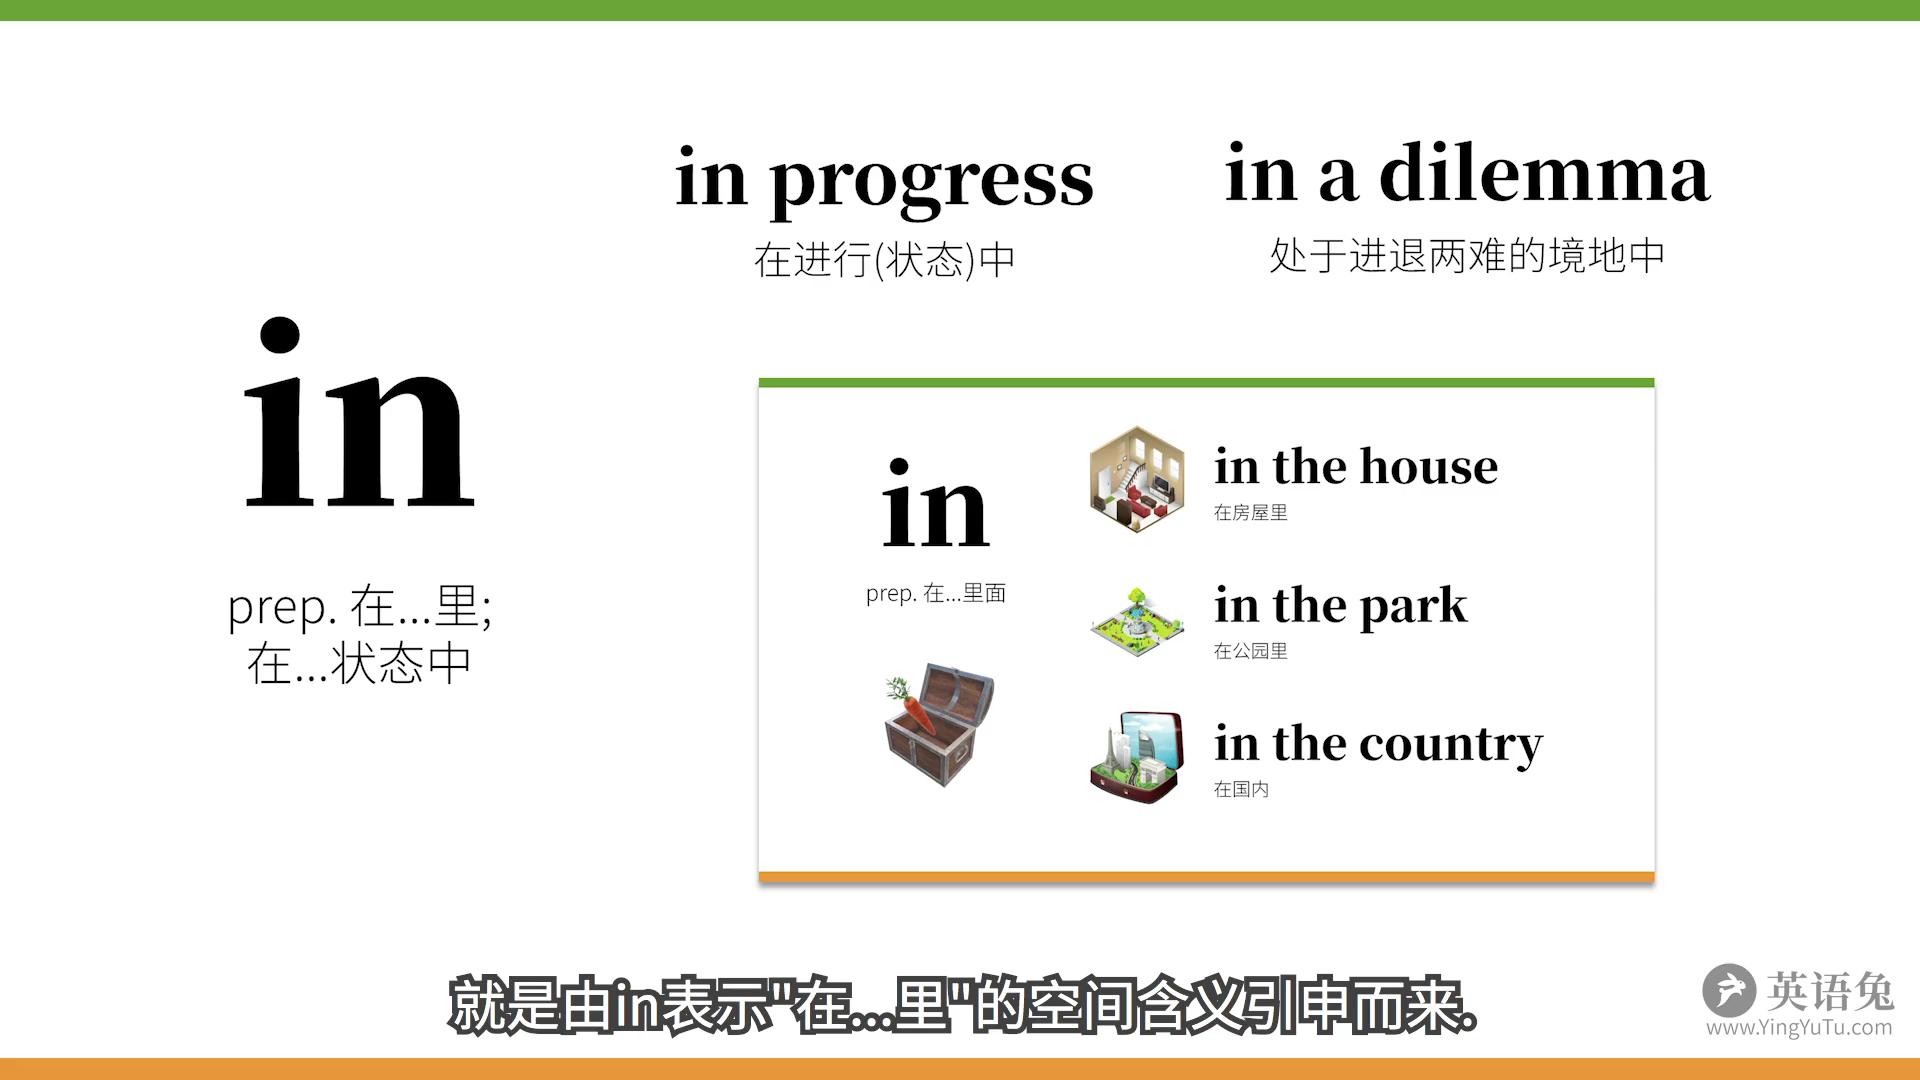 in
prep. 在...里;
在...状态中
in progress
在进行(状态)中
in a dilemma
处于进退两难的境地中
in
prep. 在...里面
in the house
在房屋里
in the park
在公园里
in the country
在国内
就是由in表示"在...里"的空间含义引申而来.
英语兔
www.YingYuTu.com